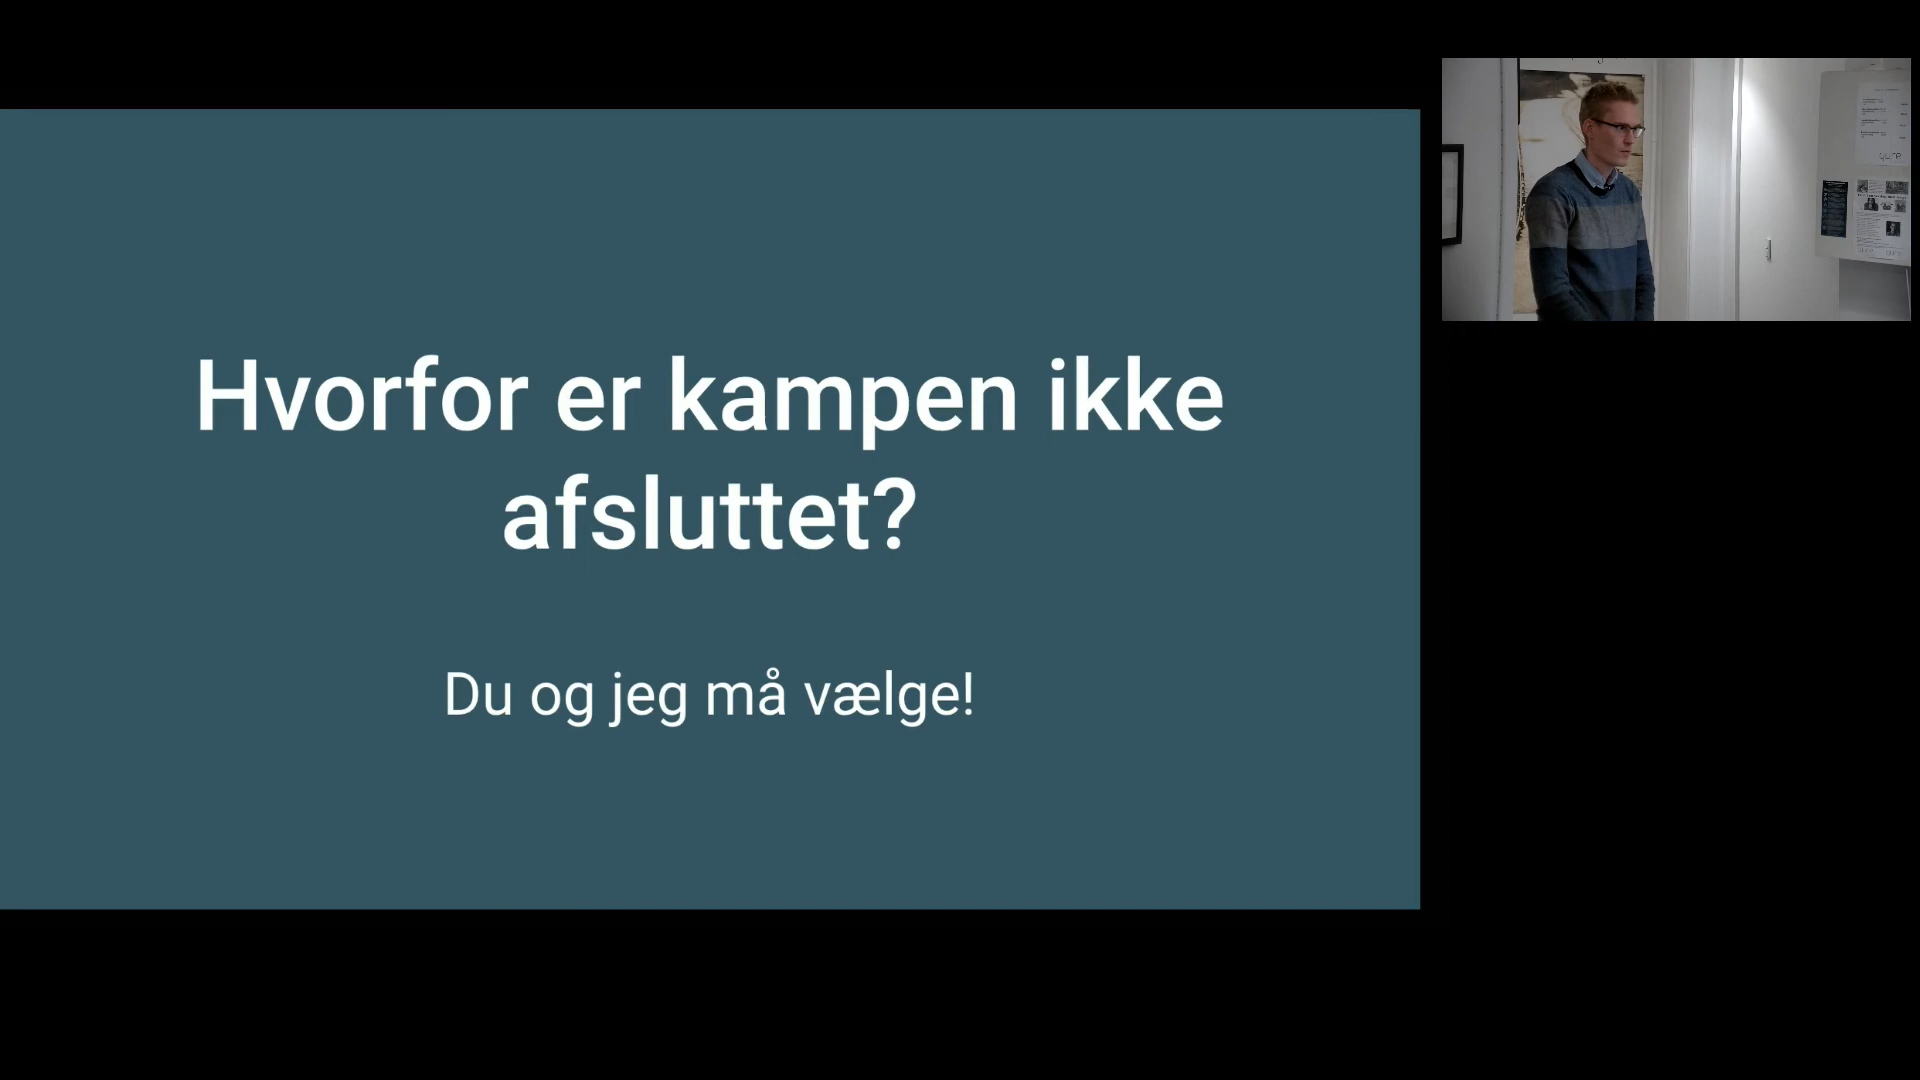 Hvorfor er kampen ikke
afsluttet?
Du og jeg må vælge!